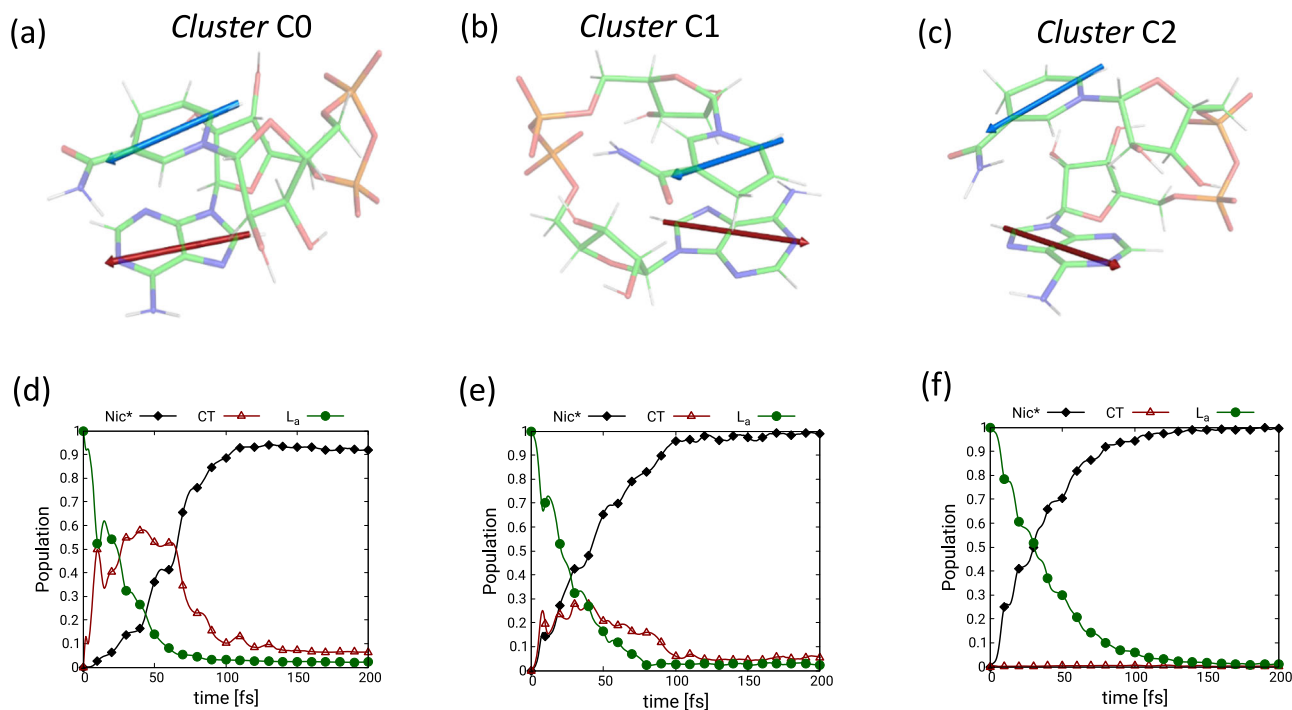 (a) Cluster C0
(b) Cluster C1
(c) Cluster C2
(d)
Nic* CT Lₐ
Population
1
0.9
0.8
0.7
0.6
0.5
0.4
0.3
0.2
0.1
0
0 50 100 150 200
time [fs]
(e)
Nic* CT Lₐ
Population
1
0.9
0.8
0.7
0.6
0.5
0.4
0.3
0.2
0.1
0
0 50 100 150 200
time [fs]
(f)
Nic* CT Lₐ
Population
1
0.9
0.8
0.7
0.6
0.5
0.4
0.3
0.2
0.1
0
0 50 100 150 200
time [fs]